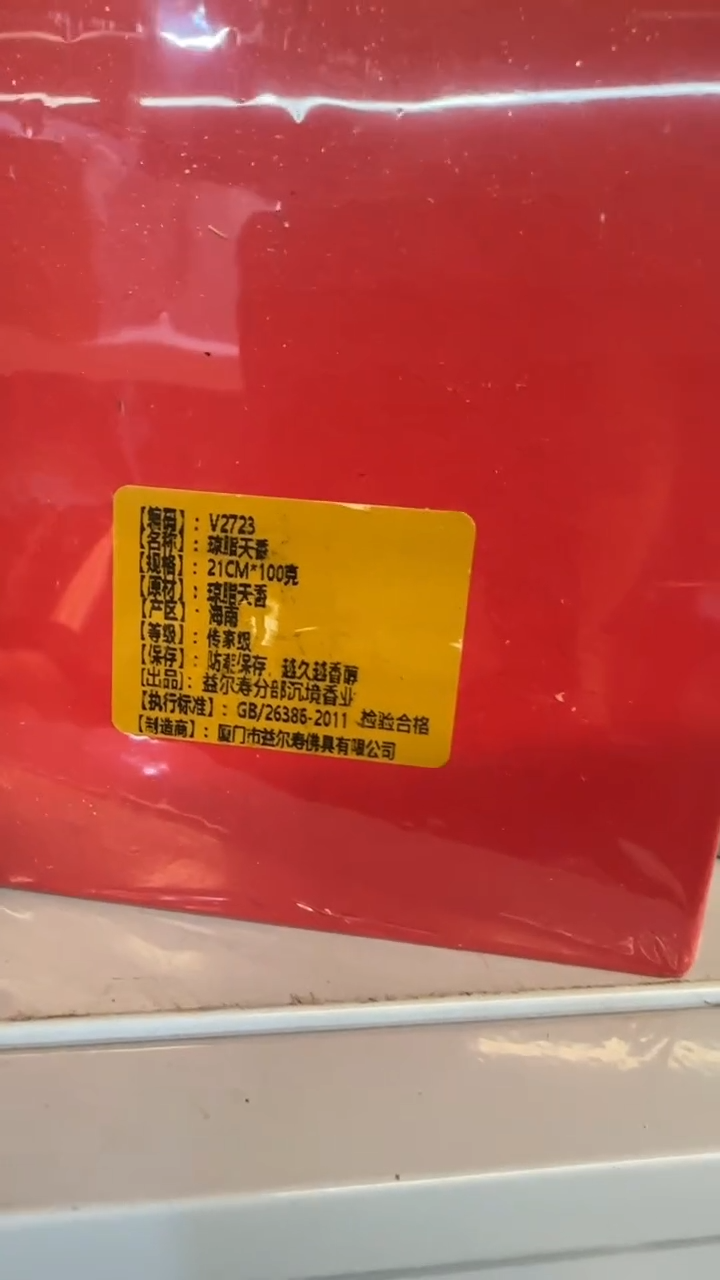 【编码】：V2723
【名称】：琼脂天香
【规格】：21CM*100克
【原材】：琼脂天香
【产区】：海南
【等级】：传家级
【保存】：防潮保存、越久越香醇
【出品】：益尔寿分部沉境香业
【执行标准】：GB/26386-2011 检验合格
【制造商】：厦门市益尔寿佛具有限公司